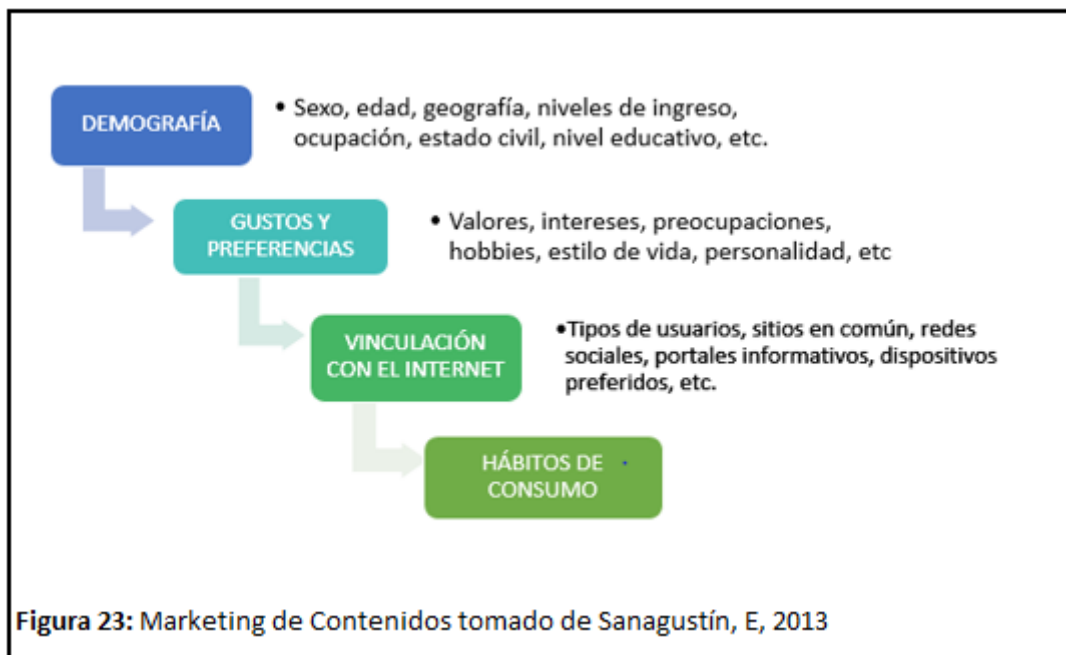 DEMOGRAFÍA
• Sexo, edad, geografía, niveles de ingreso,
ocupación, estado civil, nivel educativo, etc.
GUSTOS Y
PREFERENCIAS
• Valores, intereses, preocupaciones,
hobbies, estilo de vida, personalidad, etc
VINCULACIÓN
CON EL INTERNET
•Tipos de usuarios, sitios en común, redes
sociales, portales informativos, dispositivos
preferidos, etc.
HÁBITOS DE
CONSUMO
Figura 23: Marketing de Contenidos tomado de Sanagustín, E, 2013